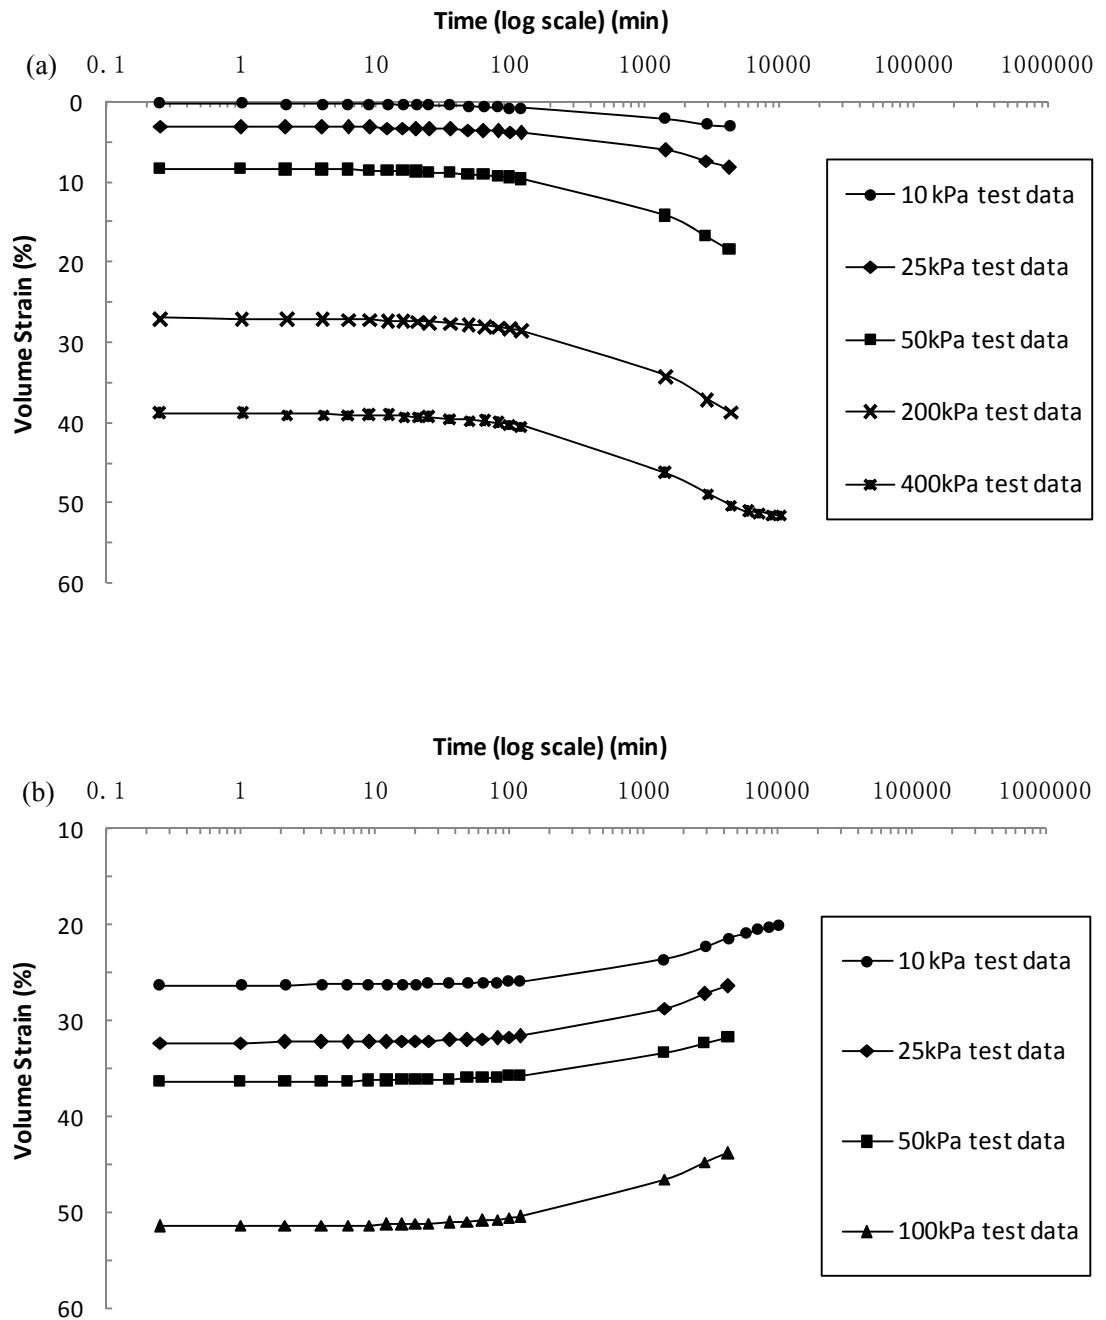 Time (log scale) (min)
(a)
0.1 1 10 100 1000 10000 100000 1000000
0
10
20
30
40
50
60
Volume Strain (%)
10 kPa test data
25kPa test data
50kPa test data
200kPa test data
400kPa test data
Time (log scale) (min)
(b)
0.1 1 10 100 1000 10000 100000 1000000
10
20
30
40
50
60
Volume Strain (%)
10 kPa test data
25kPa test data
50kPa test data
100kPa test data